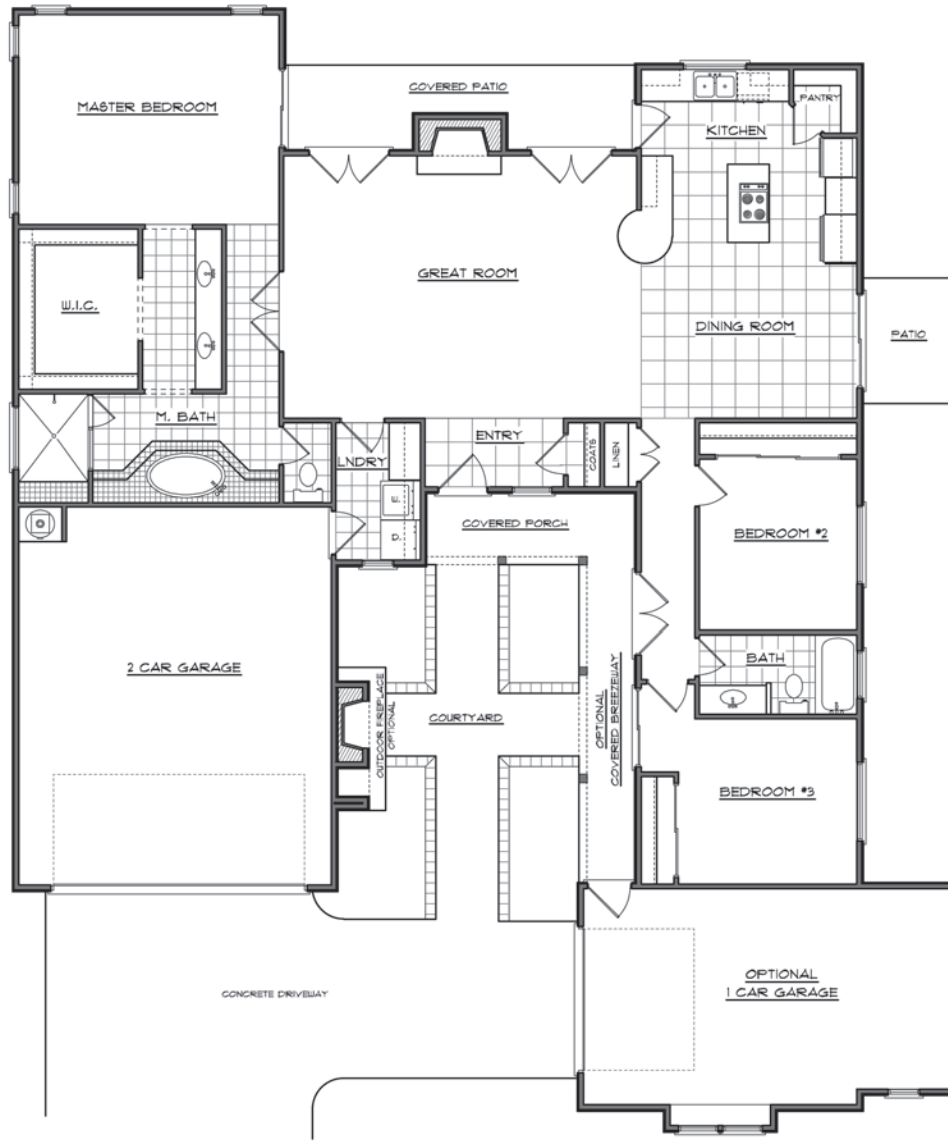 COVERED PATIO
MASTER BEDROOM
PANTRY
KITCHEN
GREAT ROOM
W.I.C.
DINING ROOM
PATIO
M. BATH
ENTRY
COATS
LINEN
LNDRY
E.
D.
COVERED PORCH
BEDROOM #2
BATH
2 CAR GARAGE
OUTDOOR FIREPLACE
OPTIONAL
COURTYARD
OPTIONAL
COVERED BREEZEWAY
BEDROOM #3
OPTIONAL
1 CAR GARAGE
CONCRETE DRIVEWAY